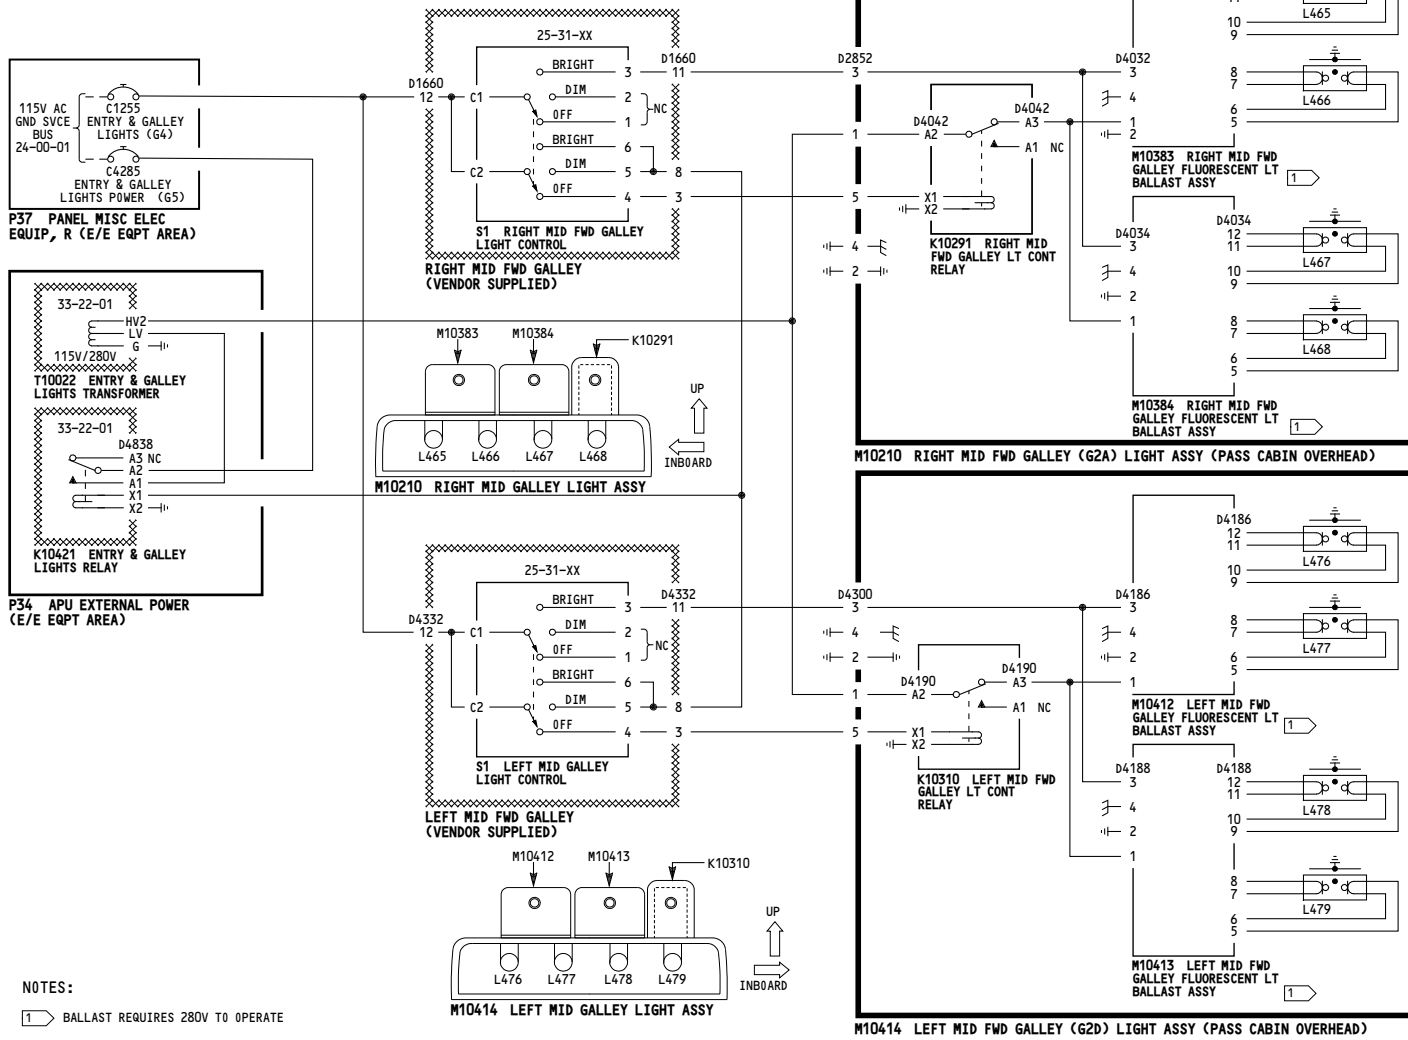 115V AC
GND SVCE
BUS
24-00-01
C1255
ENTRY & GALLEY
LIGHTS (G4)
C4285
ENTRY & GALLEY
LIGHTS POWER (G5)
P37 PANEL MISC ELEC
EQUIP, R (E/E EQPT AREA)
33-22-01
HV2
LV
G
115V/280V
T10022 ENTRY & GALLEY
LIGHTS TRANSFORMER
33-22-01
D4838
A3 NC
A2
A1
X1
X2
K10421 ENTRY & GALLEY
LIGHTS RELAY
P34 APU EXTERNAL POWER
(E/E EQPT AREA)
25-31-XX
D1660
12
C1
C2
BRIGHT
DIM
OFF
BRIGHT
DIM
OFF
3
2
1
6
5
4
NC
D1660
11
8
3
S1 RIGHT MID FWD GALLEY
LIGHT CONTROL
RIGHT MID FWD GALLEY
(VENDOR SUPPLIED)
M10383
M10384
K10291
UP
INBOARD
L465
L466
L467
L468
M10210 RIGHT MID GALLEY LIGHT ASSY
25-31-XX
D4332
12
C1
C2
BRIGHT
DIM
OFF
BRIGHT
DIM
OFF
3
2
1
6
5
4
NC
D4332
11
8
3
S1 LEFT MID GALLEY
LIGHT CONTROL
LEFT MID FWD GALLEY
(VENDOR SUPPLIED)
M10412
M10413
K10310
UP
INBOARD
L476
L477
L478
L479
M10414 LEFT MID GALLEY LIGHT ASSY
D2852
3
1
5
4
2
D4042
A2
D4042
A3
A1 NC
X1
X2
K10291 RIGHT MID
FWD GALLEY LT CONT
RELAY
D4032
3
4
1
2
10
9
L465
8
7
L466
6
5
M10383 RIGHT MID FWD
GALLEY FLUORESCENT LT
BALLAST ASSY
1
D4034
3
4
2
1
D4034
12
11
L467
10
9
8
7
L468
6
5
M10384 RIGHT MID FWD
GALLEY FLUORESCENT LT
BALLAST ASSY
1
M10210 RIGHT MID FWD GALLEY (G2A) LIGHT ASSY (PASS CABIN OVERHEAD)
D4300
3
4
2
1
5
D4190
A2
D4190
A3
A1 NC
X1
X2
K10310 LEFT MID FWD
GALLEY LT CONT
RELAY
D4186
3
4
2
1
D4186
12
11
L476
10
9
8
7
L477
6
5
M10412 LEFT MID FWD
GALLEY FLUORESCENT LT
BALLAST ASSY
1
D4188
3
4
2
1
D4188
12
11
L478
10
9
8
7
L479
6
5
M10413 LEFT MID FWD
GALLEY FLUORESCENT LT
BALLAST ASSY
1
M10414 LEFT MID FWD GALLEY (G2D) LIGHT ASSY (PASS CABIN OVERHEAD)
NOTES:
1 BALLAST REQUIRES 280V TO OPERATE